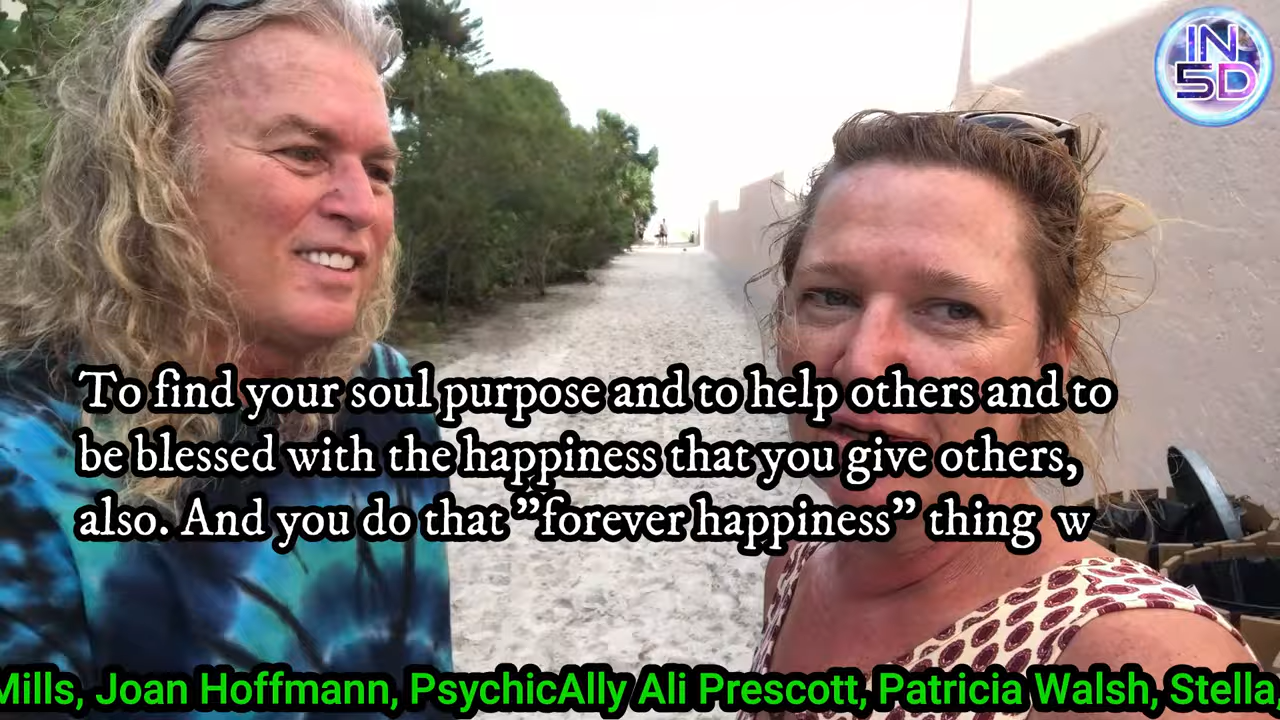 IN
5D
To find your soul purpose and to help others and to
be blessed with the happiness that you give others,
also. And you do that "forever happiness" thing w
Mills, Joan Hoffmann, PsychicAlly Ali Prescott, Patricia Walsh, Stella,